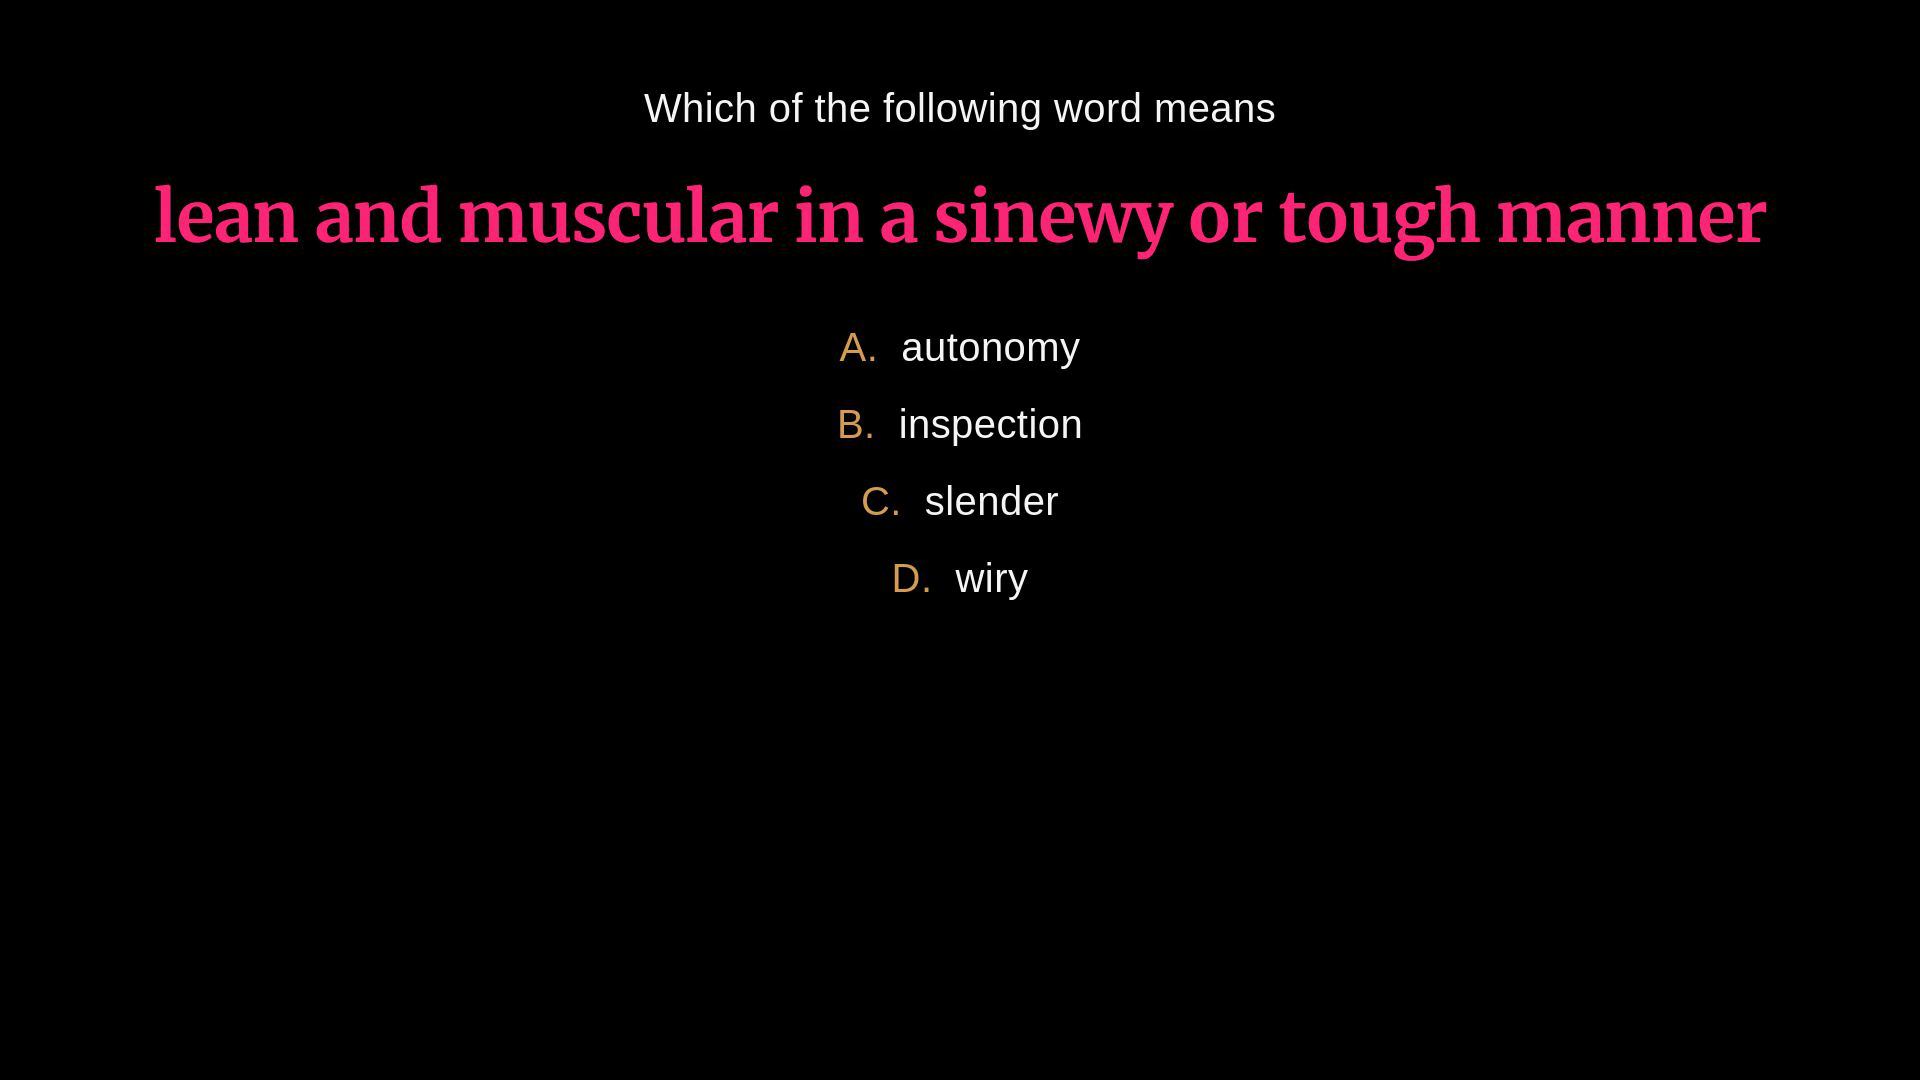 Which of the following word means
lean and muscular in a sinewy or tough manner
A. autonomy
B. inspection
C. slender
D. wiry